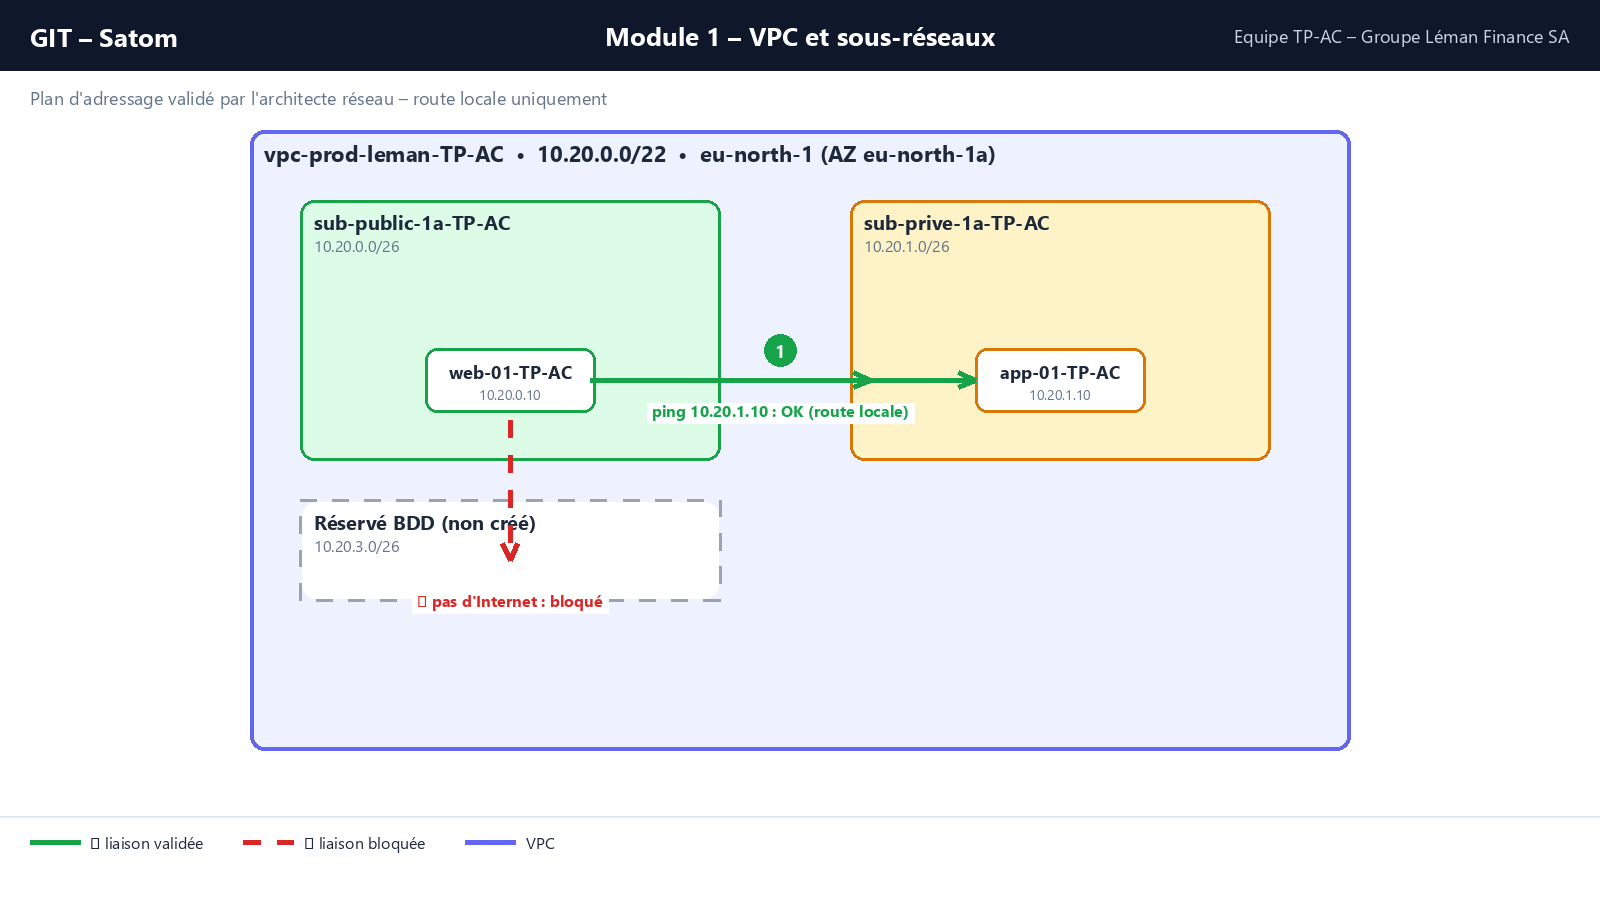 GIT – Satom
Module 1 – VPC et sous-réseaux
Equipe TP-AC – Groupe Léman Finance SA
Plan d'adressage validé par l'architecte réseau – route locale uniquement
vpc-prod-leman-TP-AC • 10.20.0.0/22 • eu-north-1 (AZ eu-north-1a)
sub-public-1a-TP-AC
10.20.0.0/26
sub-prive-1a-TP-AC
10.20.1.0/26
1
web-01-TP-AC
10.20.0.10
app-01-TP-AC
10.20.1.10
ping 10.20.1.10 : OK (route locale)
Réservé BDD (non créé)
10.20.3.0/26
▯ pas d'Internet : bloqué
▯ liaison validée
▯ liaison bloquée
VPC